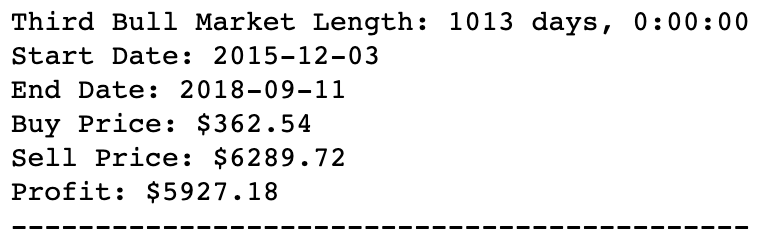 Third Bull Market Length: 1013 days, 0:00:00
Start Date: 2015-12-03
End Date: 2018-09-11
Buy Price: $362.54
Sell Price: $6289.72
Profit: $5927.18
--------------------------------------------